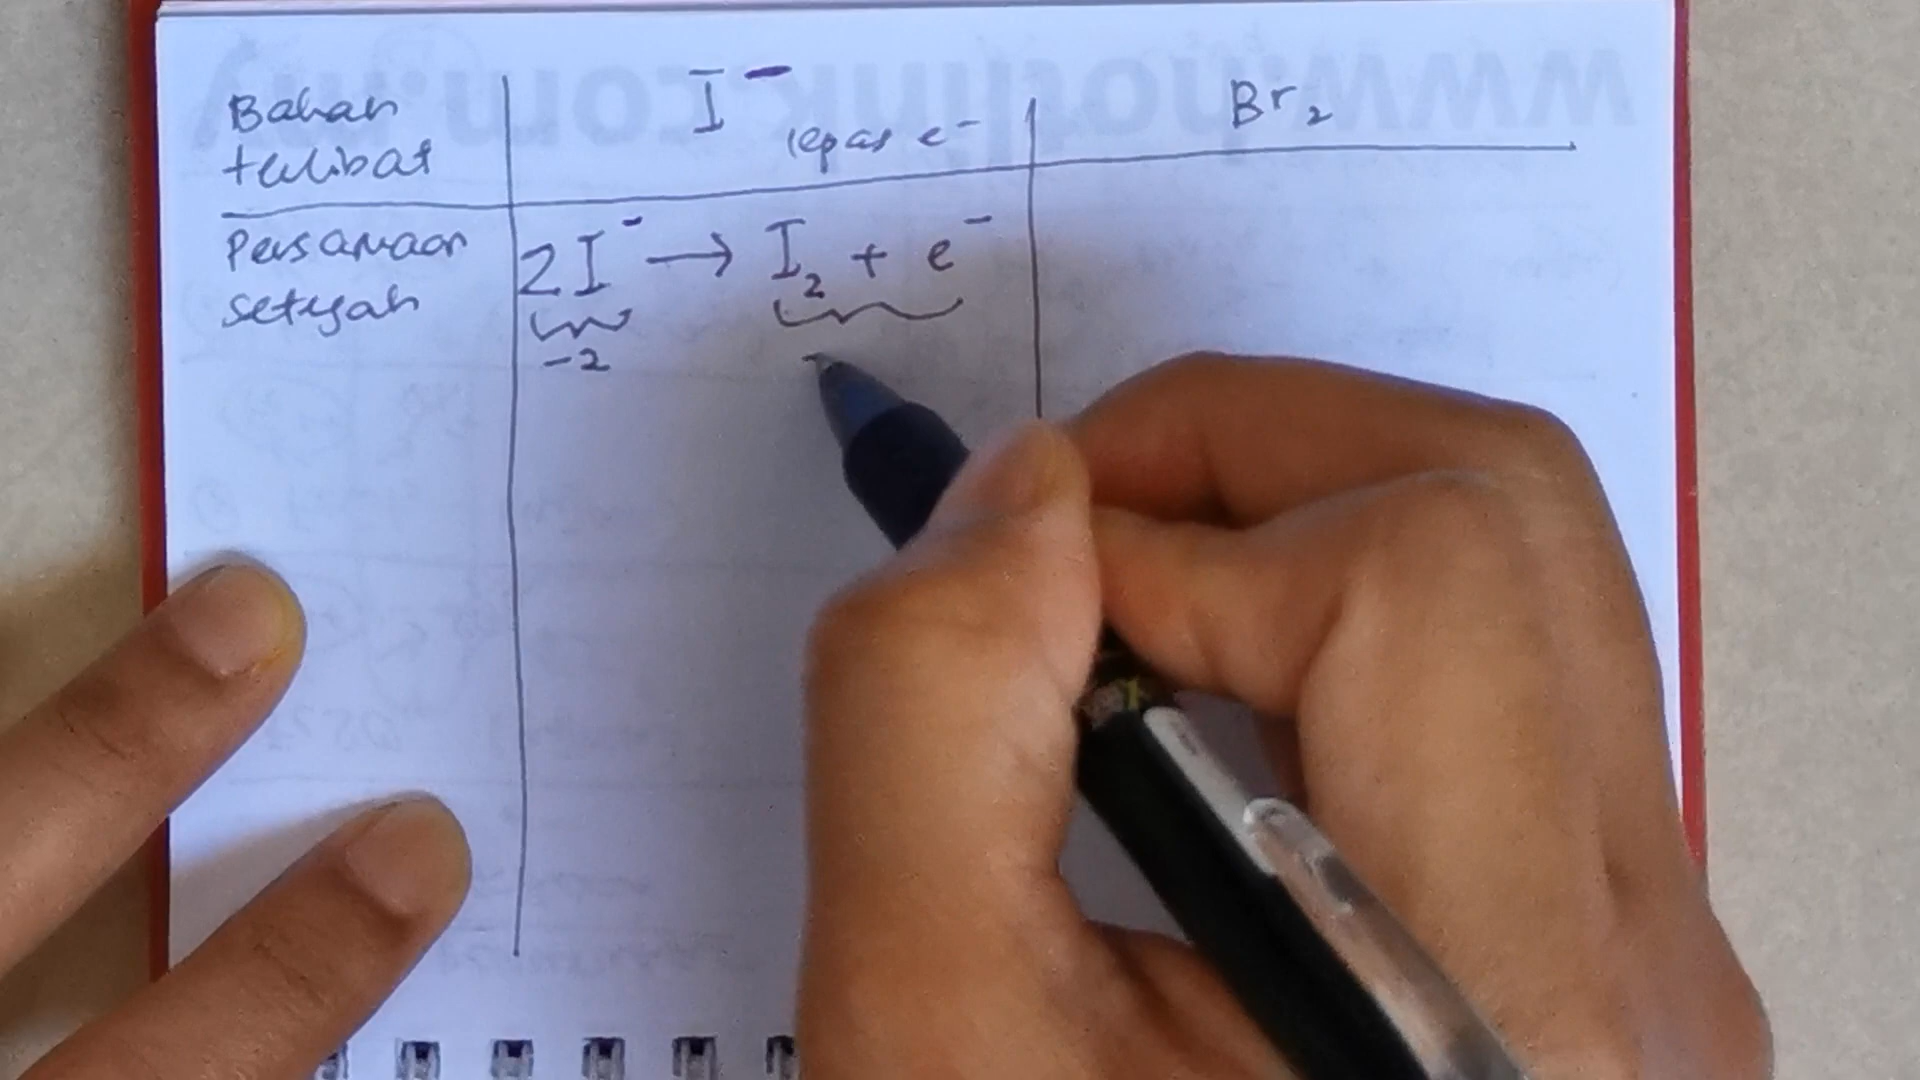 Bahan
terlibat
I⁻
lepas e⁻
Br₂
Persamaan
setengah
2I⁻ → I₂ + e⁻
-2
-